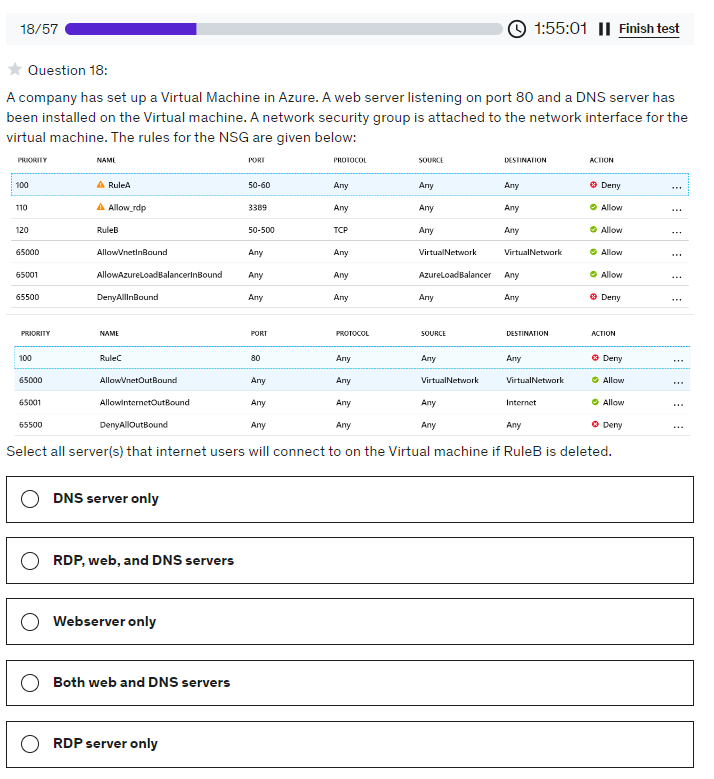 18/57 1:55:01 Finish test
Question 18:
A company has set up a Virtual Machine in Azure. A web server listening on port 80 and a DNS server has
been installed on the Virtual machine. A network security group is attached to the network interface for the
virtual machine. The rules for the NSG are given below:
PRIORITY NAME PORT PROTOCOL SOURCE DESTINATION ACTION
100 RuleA 50-60 Any Any Any Deny ...
110 Allow_rdp 3389 Any Any Any Allow ...
120 RuleB 50-500 TCP Any Any Allow ...
65000 AllowVnetInBound Any Any VirtualNetwork VirtualNetwork Allow ...
65001 AllowAzureLoadBalancerInBound Any Any AzureLoadBalancer Any Allow ...
65500 DenyAllInBound Any Any Any Any Deny ...
PRIORITY NAME PORT PROTOCOL SOURCE DESTINATION ACTION
100 RuleC 80 Any Any Any Deny ...
65000 AllowVnetOutBound Any Any VirtualNetwork VirtualNetwork Allow ...
65001 AllowInternetOutBound Any Any Any Internet Allow ...
65500 DenyAllOutBound Any Any Any Any Deny ...
Select all server(s) that internet users will connect to on the Virtual machine if RuleB is deleted.
DNS server only
RDP, web, and DNS servers
Webserver only
Both web and DNS servers
RDP server only